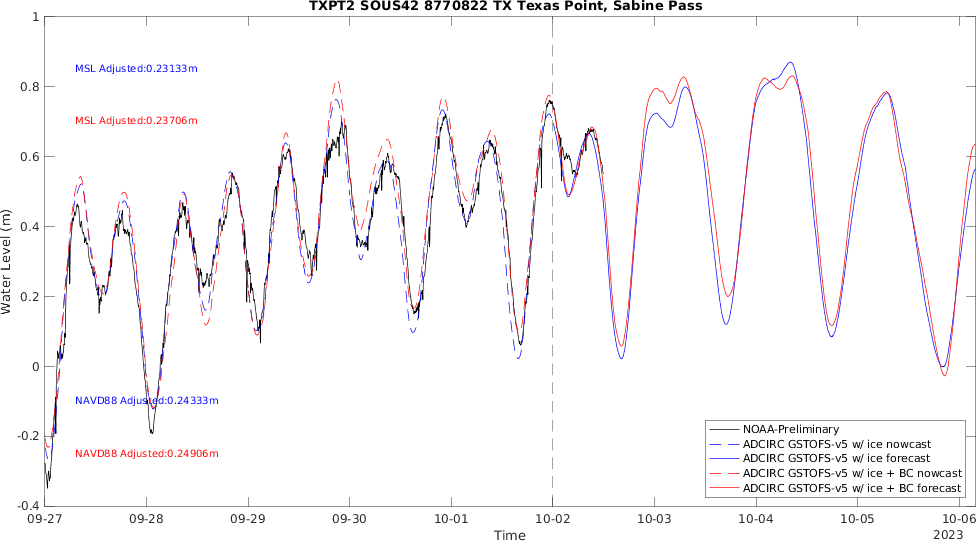 TXPT2 SOUS42 8770822 TX Texas Point, Sabine Pass
Water Level (m)
1
0.8
0.6
0.4
0.2
0
-0.2
-0.4
MSL Adjusted:0.23133m
MSL Adjusted:0.23706m
NAVD88 Adjusted:0.24333m
NAVD88 Adjusted:0.24906m
NOAA-Preliminary
ADCIRC GSTOFS-v5 w/ ice nowcast
ADCIRC GSTOFS-v5 w/ ice forecast
ADCIRC GSTOFS-v5 w/ ice + BC nowcast
ADCIRC GSTOFS-v5 w/ ice + BC forecast
09-27 09-28 09-29 09-30 10-01 10-02 10-03 10-04 10-05 10-06
Time
2023